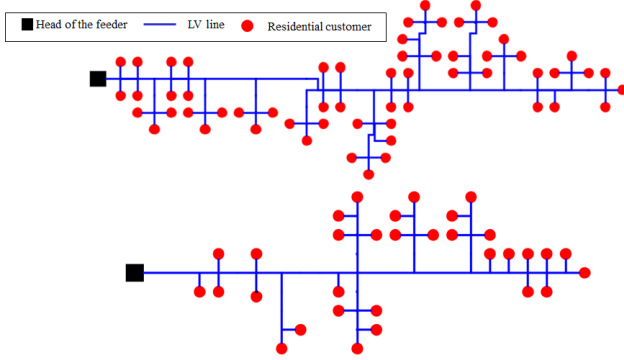 Head of the feeder LV line Residential customer